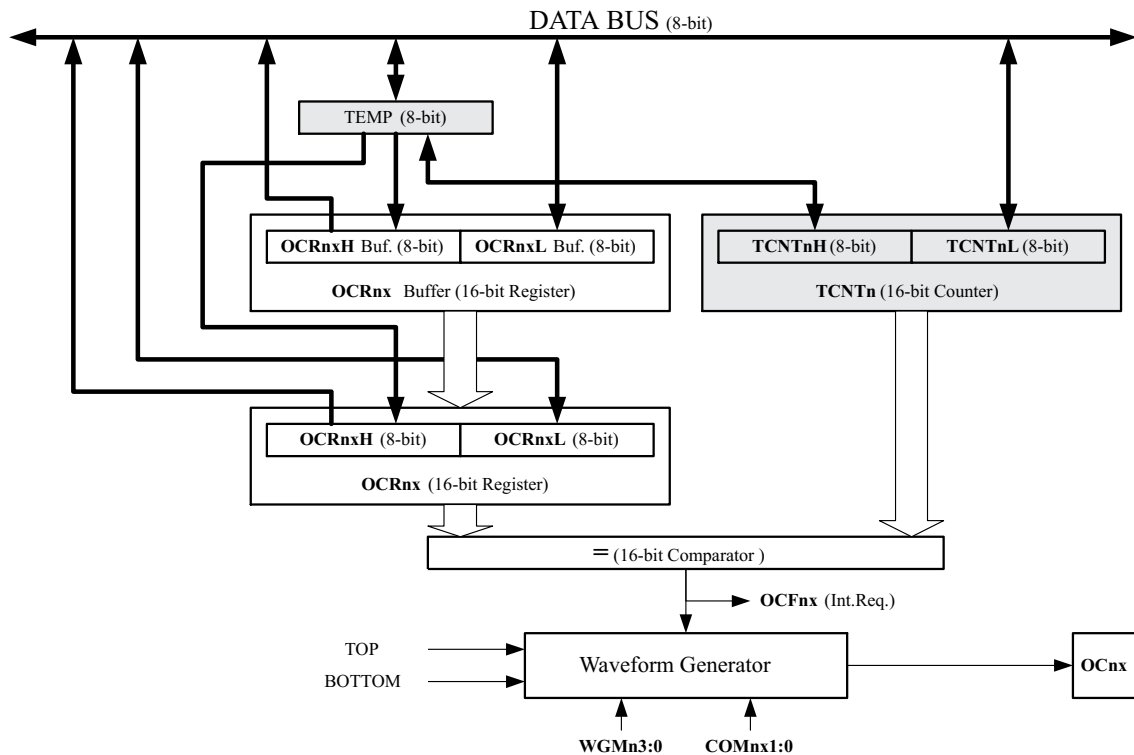 DATA BUS (8-bit)
TEMP (8-bit)
OCRnxH Buf. (8-bit)
OCRnxL Buf. (8-bit)
TCNTnH (8-bit)
TCNTnL (8-bit)
OCRnx Buffer (16-bit Register)
TCNTn (16-bit Counter)
OCRnxH (8-bit)
OCRnxL (8-bit)
OCRnx (16-bit Register)
= (16-bit Comparator )
OCFnx (Int.Req.)
TOP
BOTTOM
Waveform Generator
OCnx
WGMn3:0
COMnx1:0